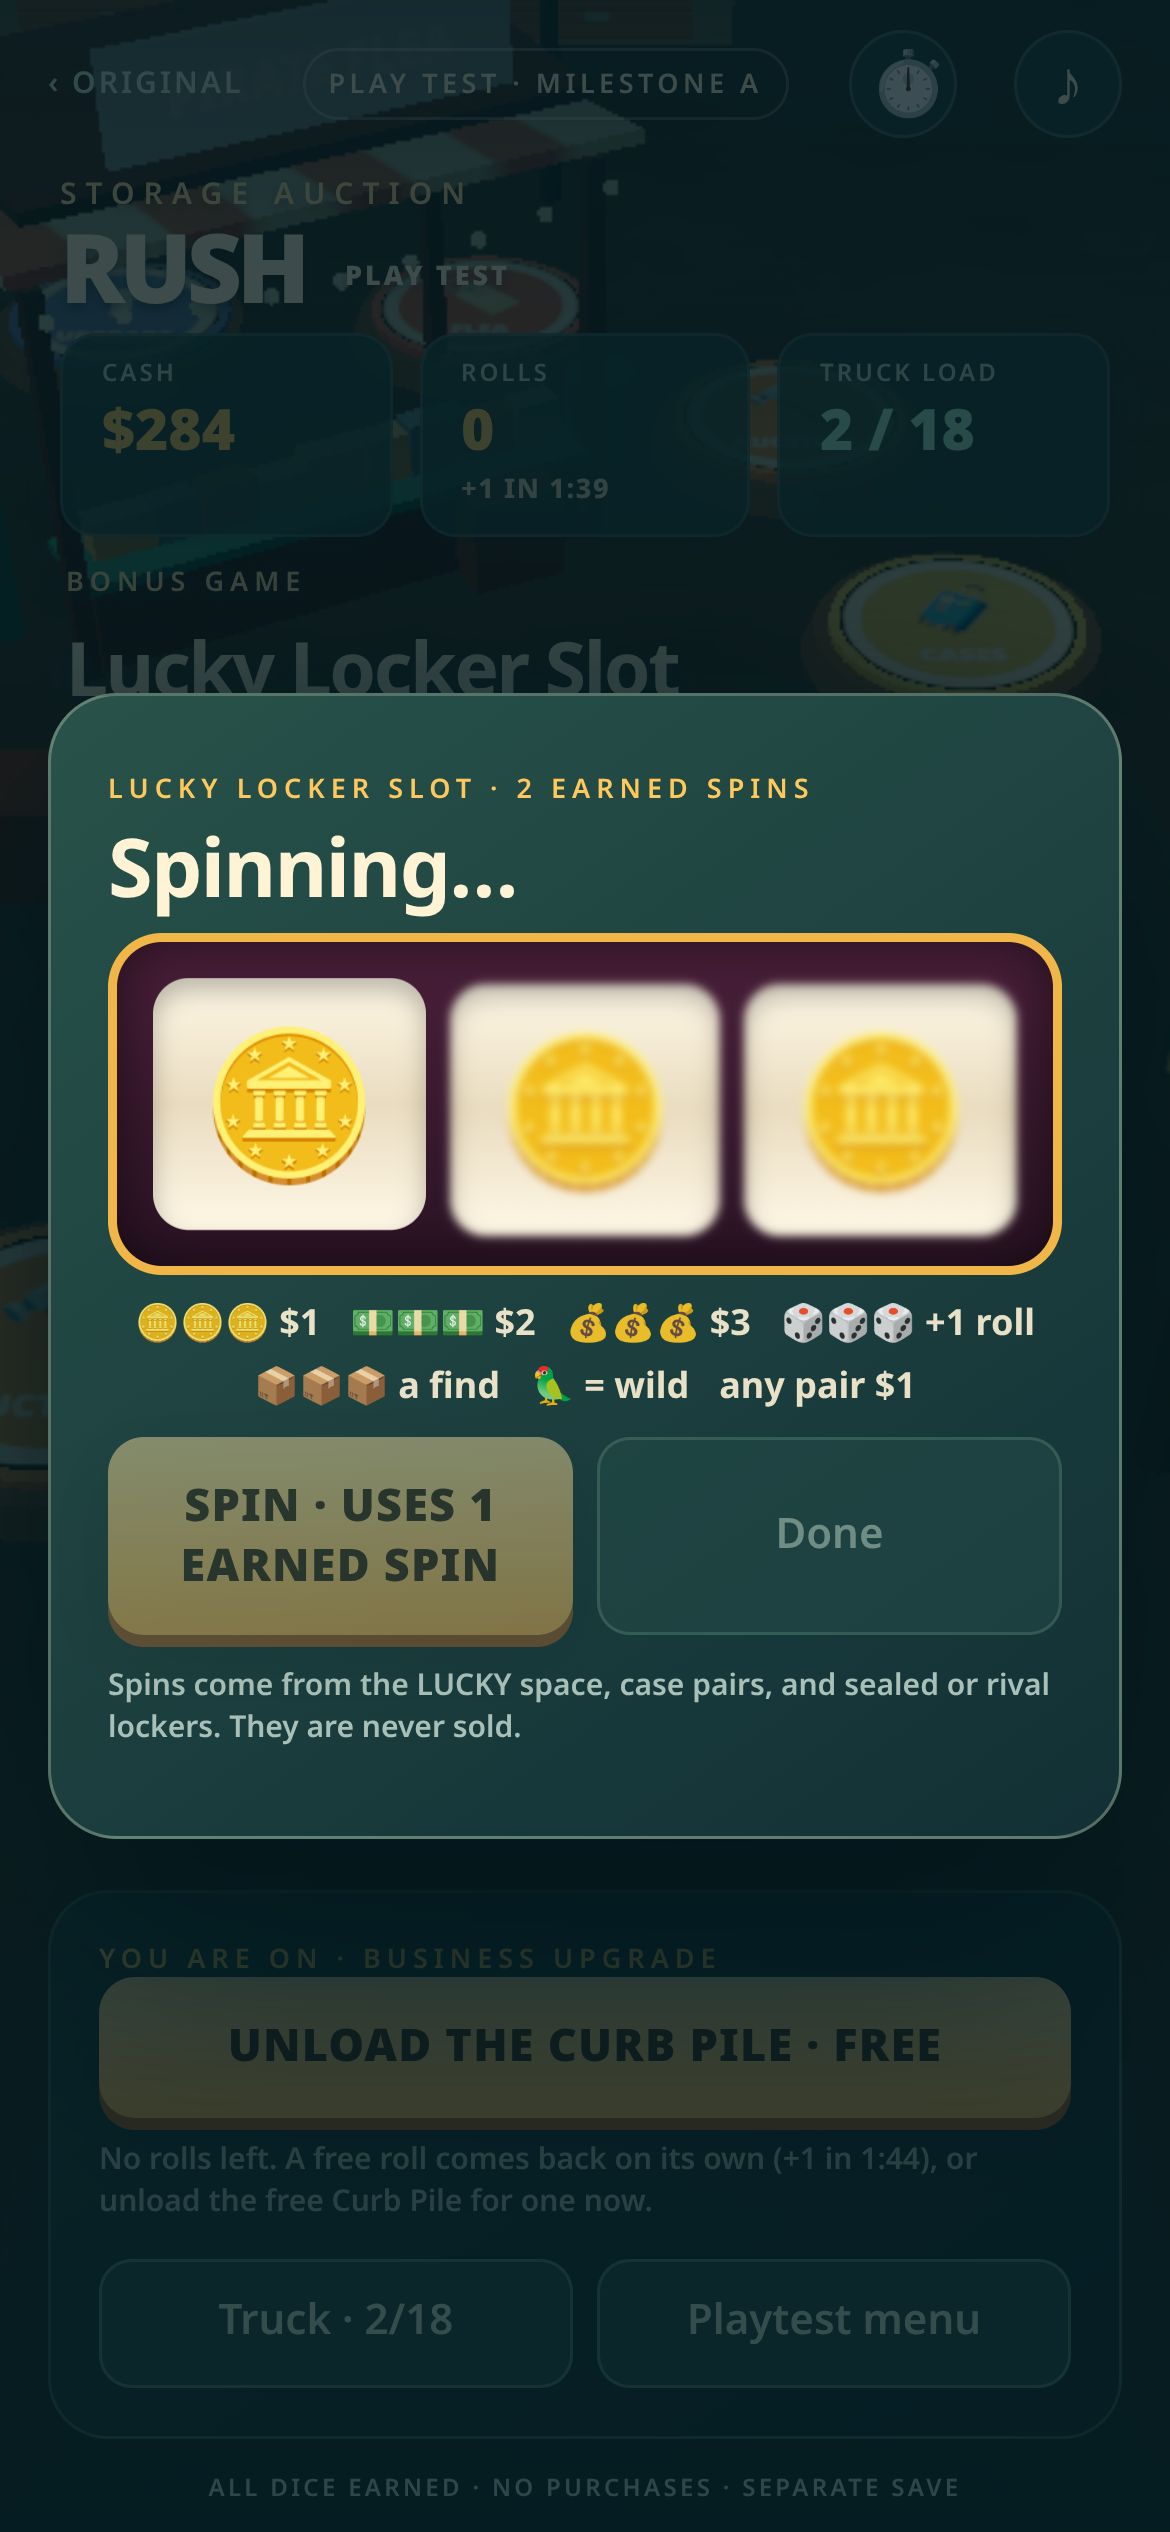 ‹ ORIGINAL
PLAY TEST · MILESTONE A
STORAGE AUCTION
RUSH PLAY TEST
CASH
$284
ROLLS
0
+1 IN 1:39
TRUCK LOAD
2 / 18
BONUS GAME
Lucky Locker Slot
CASES
LUCKY LOCKER SLOT · 2 EARNED SPINS
Spinning...
🪙🪙🪙 $1 💵💵💵 $2 💰💰💰 $3 🎲🎲🎲 +1 roll
📦📦📦 a find 🦜 = wild any pair $1
SPIN · USES 1
EARNED SPIN
Done
Spins come from the LUCKY space, case pairs, and sealed or rival
lockers. They are never sold.
YOU ARE ON · BUSINESS UPGRADE
UNLOAD THE CURB PILE · FREE
No rolls left. A free roll comes back on its own (+1 in 1:44), or
unload the free Curb Pile for one now.
Truck · 2/18
Playtest menu
ALL DICE EARNED · NO PURCHASES · SEPARATE SAVE